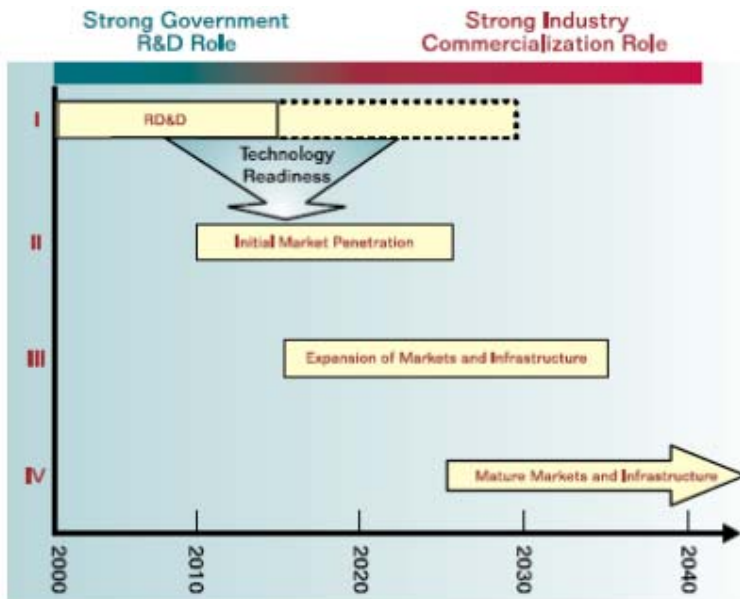 Strong Government
R&D Role
Strong Industry
Commercialization Role
I
RD&D
Technology
Readiness
II
Initial Market Penetration
III
Expansion of Markets and Infrastructure
IV
Mature Markets and Infrastructure
2000
2010
2020
2030
2040